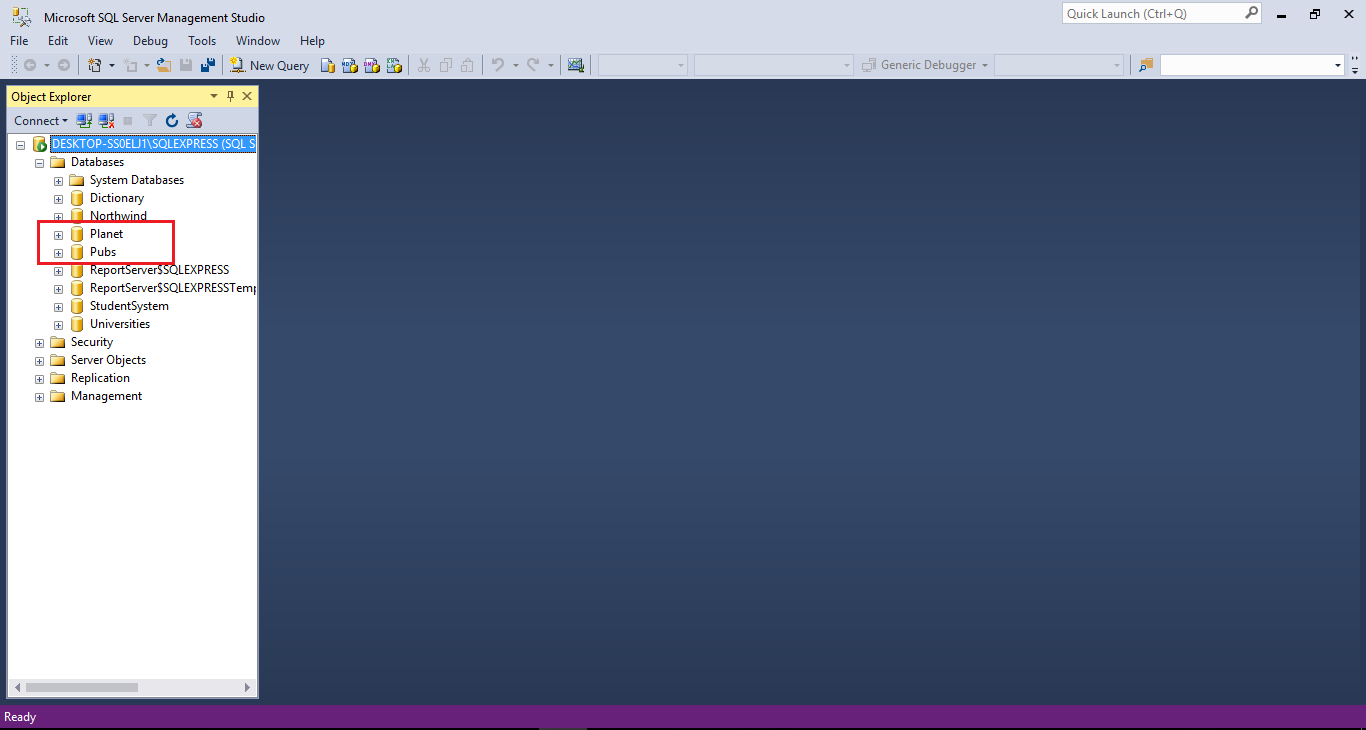 Microsoft SQL Server Management Studio
Quick Launch (Ctrl+Q)
File Edit View Debug Tools Window Help
New Query
Generic Debugger
Object Explorer
Connect
DESKTOP-SS0ELJ1\SQLEXPRESS (SQL S
Databases
System Databases
Dictionary
Northwind
Planet
Pubs
ReportServer$SQLEXPRESS
ReportServer$SQLEXPRESSTemp
StudentSystem
Universities
Security
Server Objects
Replication
Management
Ready